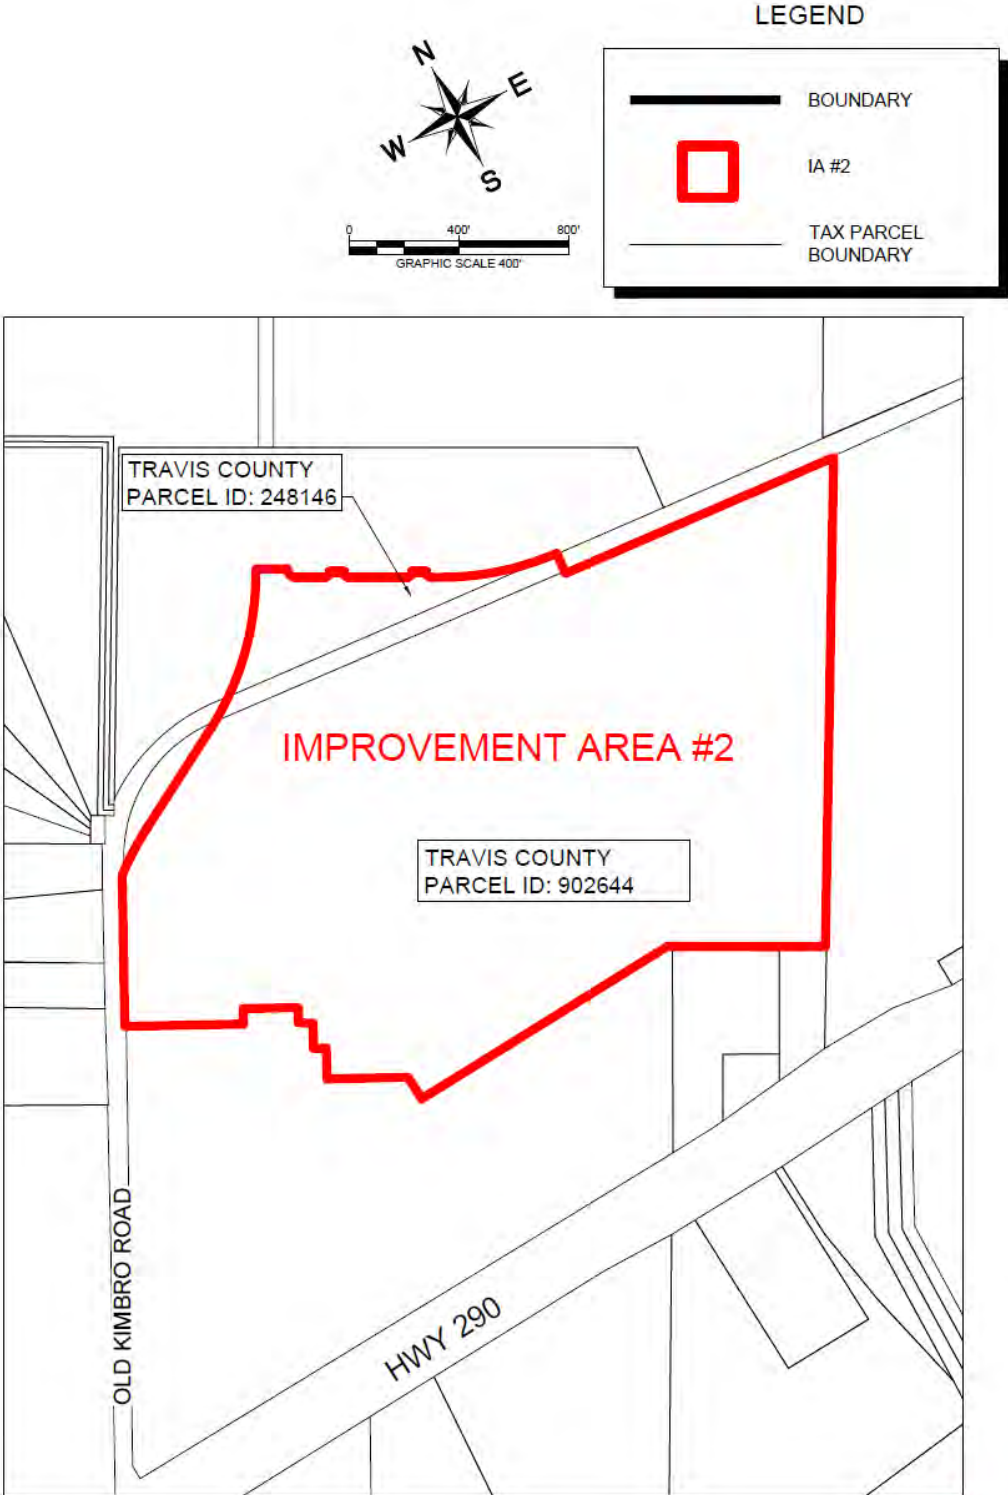 LEGEND
N
E
W
S
BOUNDARY
IA #2
TAX PARCEL
BOUNDARY
0 400' 800'
GRAPHIC SCALE 400'
TRAVIS COUNTY
PARCEL ID: 248146
IMPROVEMENT AREA #2
TRAVIS COUNTY
PARCEL ID: 902644
OLD KIMBRO ROAD
HWY 290